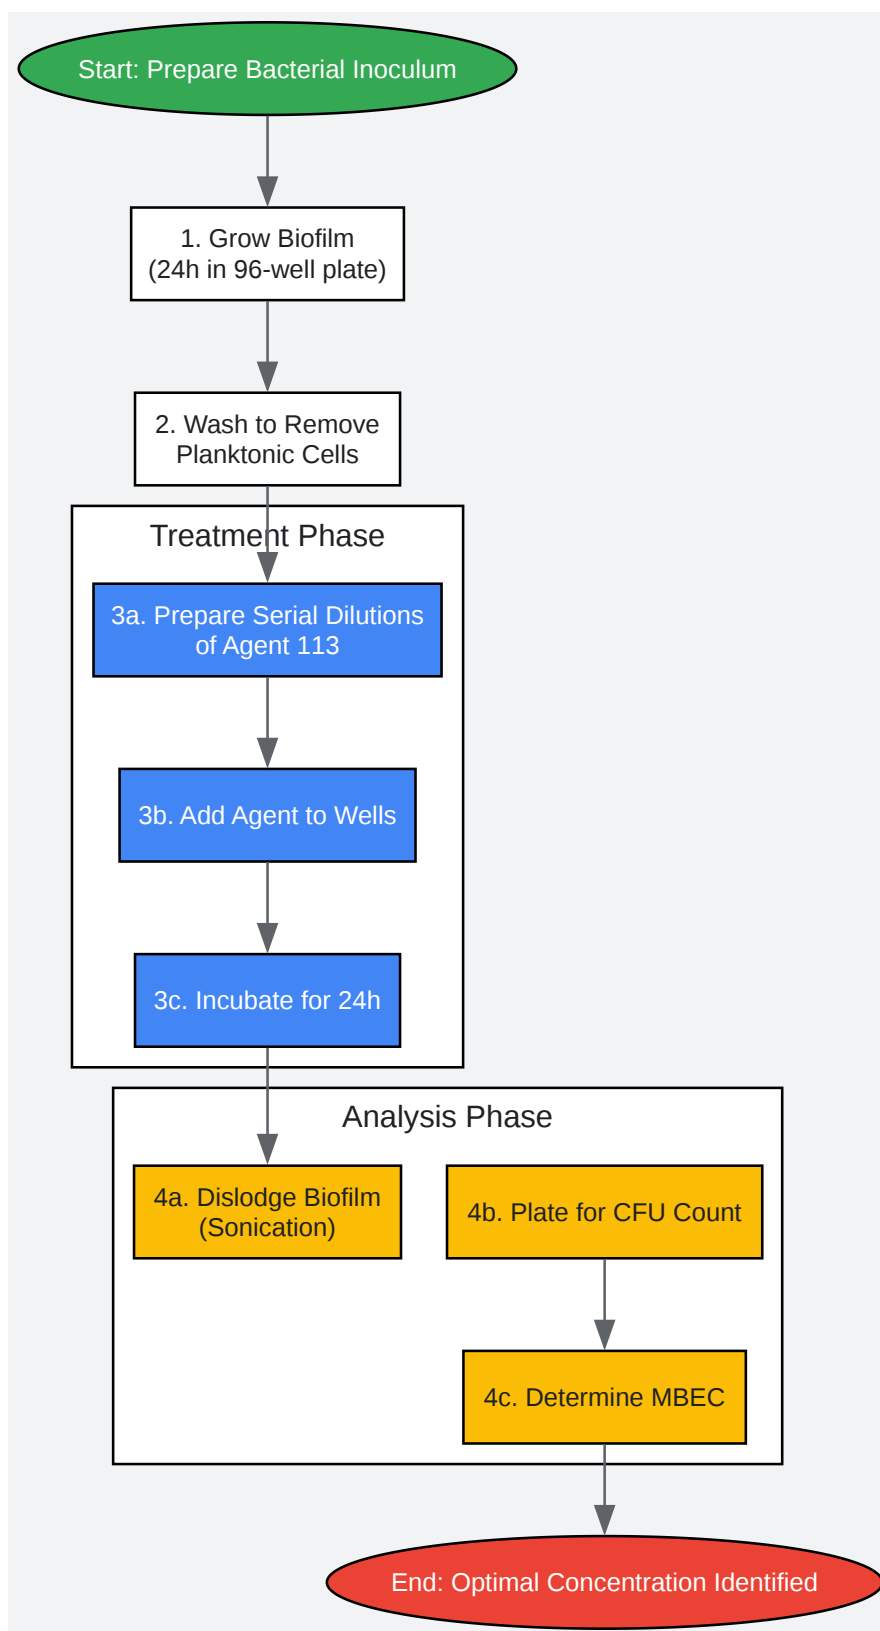 Start: Prepare Bacterial Inoculum
1. Grow Biofilm
(24h in 96-well plate)
2. Wash to Remove
Planktonic Cells
Treatment Phase
3a. Prepare Serial Dilutions
of Agent 113
3b. Add Agent to Wells
3c. Incubate for 24h
Analysis Phase
4a. Dislodge Biofilm
(Sonication)
4b. Plate for CFU Count
4c. Determine MBEC
End: Optimal Concentration Identified